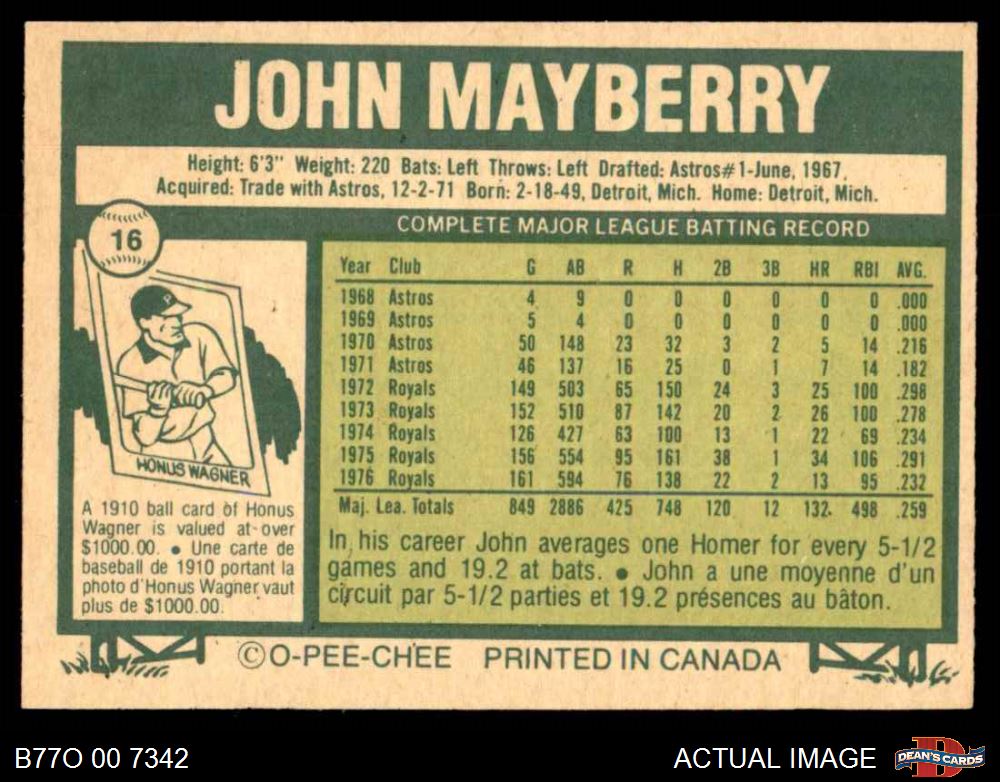 JOHN MAYBERRY
Height: 6'3" Weight: 220 Bats: Left Throws: Left Drafted: Astros#1-June, 1967.
Acquired: Trade with Astros, 12-2-71 Born: 2-18-49, Detroit, Mich. Home: Detroit, Mich.
16
COMPLETE MAJOR LEAGUE BATTING RECORD
Year Club G AB R H 2B 3B HR RBI AVG.
1968 Astros 4 9 0 0 0 0 0 0 .000
1969 Astros 5 4 0 0 0 0 0 0 .000
1970 Astros 50 148 23 32 3 2 5 14 .216
1971 Astros 46 137 16 25 0 1 7 14 .182
1972 Royals 149 503 65 150 24 3 25 100 .298
1973 Royals 152 510 87 142 20 2 26 100 .278
1974 Royals 126 427 63 100 13 1 22 69 .234
1975 Royals 156 554 95 161 38 1 34 106 .291
1976 Royals 161 594 76 138 22 2 13 95 .232
Maj. Lea. Totals 849 2886 425 748 120 12 132 498 .259
In his career John averages one Homer for every 5-1/2
games and 19.2 at bats. ● John a une moyenne d'un
circuit par 5-1/2 parties et 19.2 présences au bâton.
P
HONUS WAGNER
A 1910 ball card of Honus
Wagner is valued at over
$1000.00. ● Une carte de
baseball de 1910 portant la
photo d'Honus Wagner vaut
plus de $1000.00.
©O-PEE-CHEE PRINTED IN CANADA
B77O 00 7342
ACTUAL IMAGE
D
DEAN'S CARDS